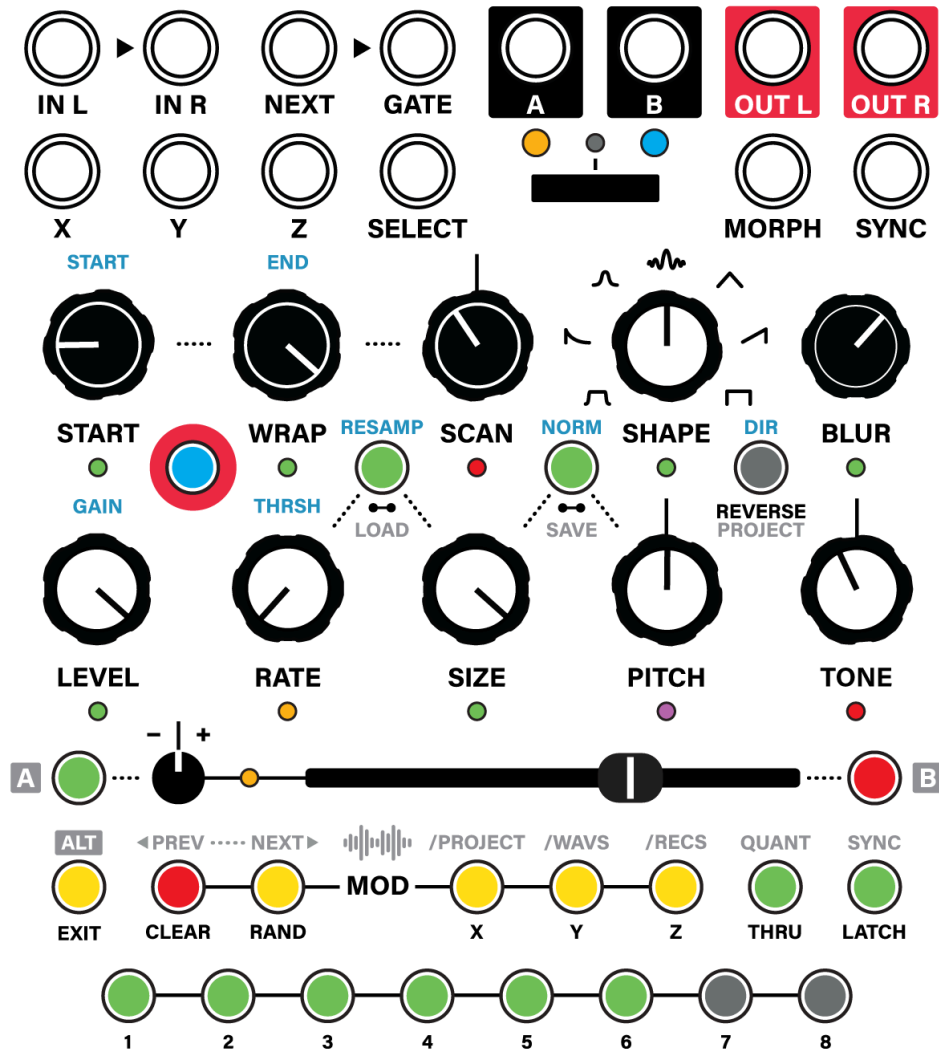 IN L IN R NEXT GATE A B OUT L OUT R
X Y Z SELECT MORPH SYNC
START END
START WRAP RESAMP SCAN NORM SHAPE DIR BLUR
GAIN THRSH LOAD SAVE REVERSE
PROJECT
LEVEL RATE SIZE PITCH TONE
− +
A B
ALT ◀PREV ····· NEXT▶ /PROJECT /WAVS /RECS QUANT SYNC
MOD
EXIT CLEAR RAND X Y Z THRU LATCH
1 2 3 4 5 6 7 8